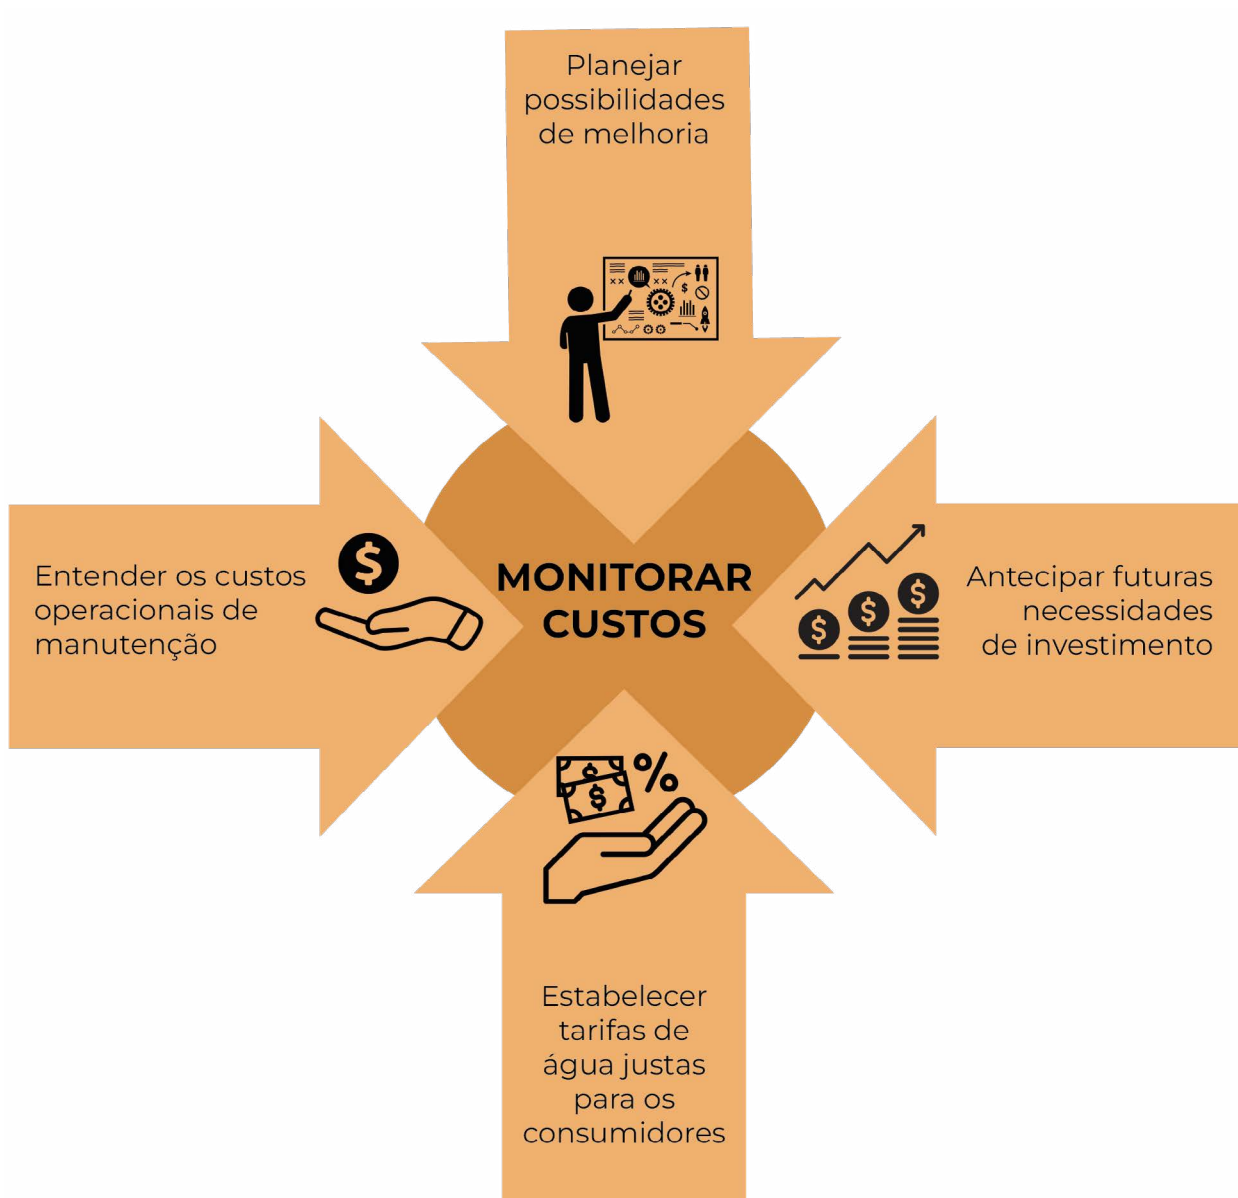 Planejar
possibilidades
de melhoria
$
Entender os custos
operacionais de
manutenção
$
MONITORAR
CUSTOS
$
$
$
Antecipar futuras
necessidades
de investimento
$
$
%
Estabelecer
tarifas de
água justas
para os
consumidores